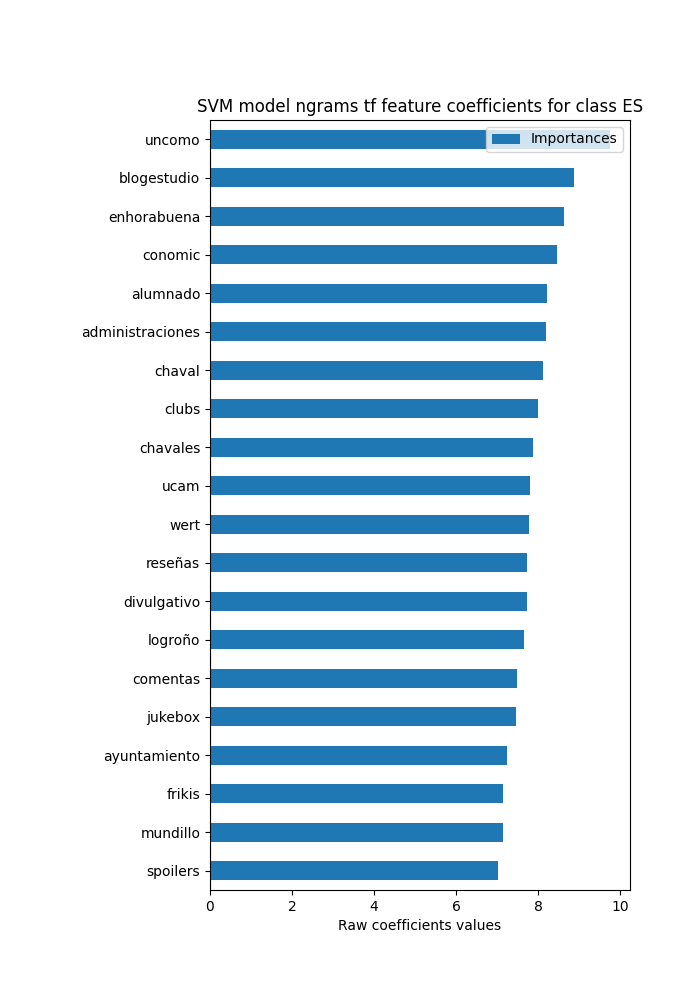 SVM model ngrams tf feature coefficients for class ES
Importances
uncomo
blogestudio
enhorabuena
conomic
alumnado
administraciones
chaval
clubs
chavales
ucam
wert
reseñas
divulgativo
logroño
comentas
jukebox
ayuntamiento
frikis
mundillo
spoilers
0 2 4 6 8 10
Raw coefficients values